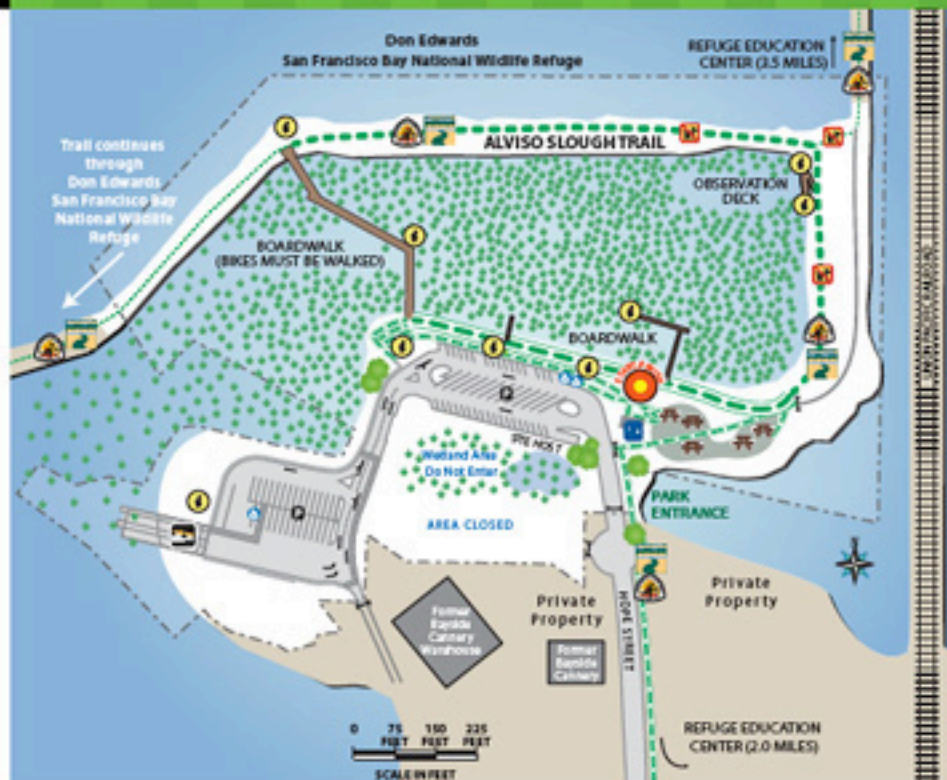 Don Edwards
San Francisco Bay National Wildlife Refuge
REFUGE EDUCATION
CENTER (3.5 MILES)
Trail continues
through
Don Edwards
San Francisco Bay
National Wildlife
Refuge
ALVISO SLOUGH TRAIL
OBSERVATION
DECK
BOARDWALK
(BIKES MUST BE WALKED)
BOARDWALK
SITE HOST
Wetland Area
Do Not Enter
AREA CLOSED
PARK
ENTRANCE
Private
Property
Private
Property
Former
Bayside
Cannery
Warehouse
Former
Bayside
Cannery
HOPE STREET
0 75 FEET 150 FEET 225 FEET
SCALE IN FEET
REFUGE EDUCATION
CENTER (2.0 MILES)